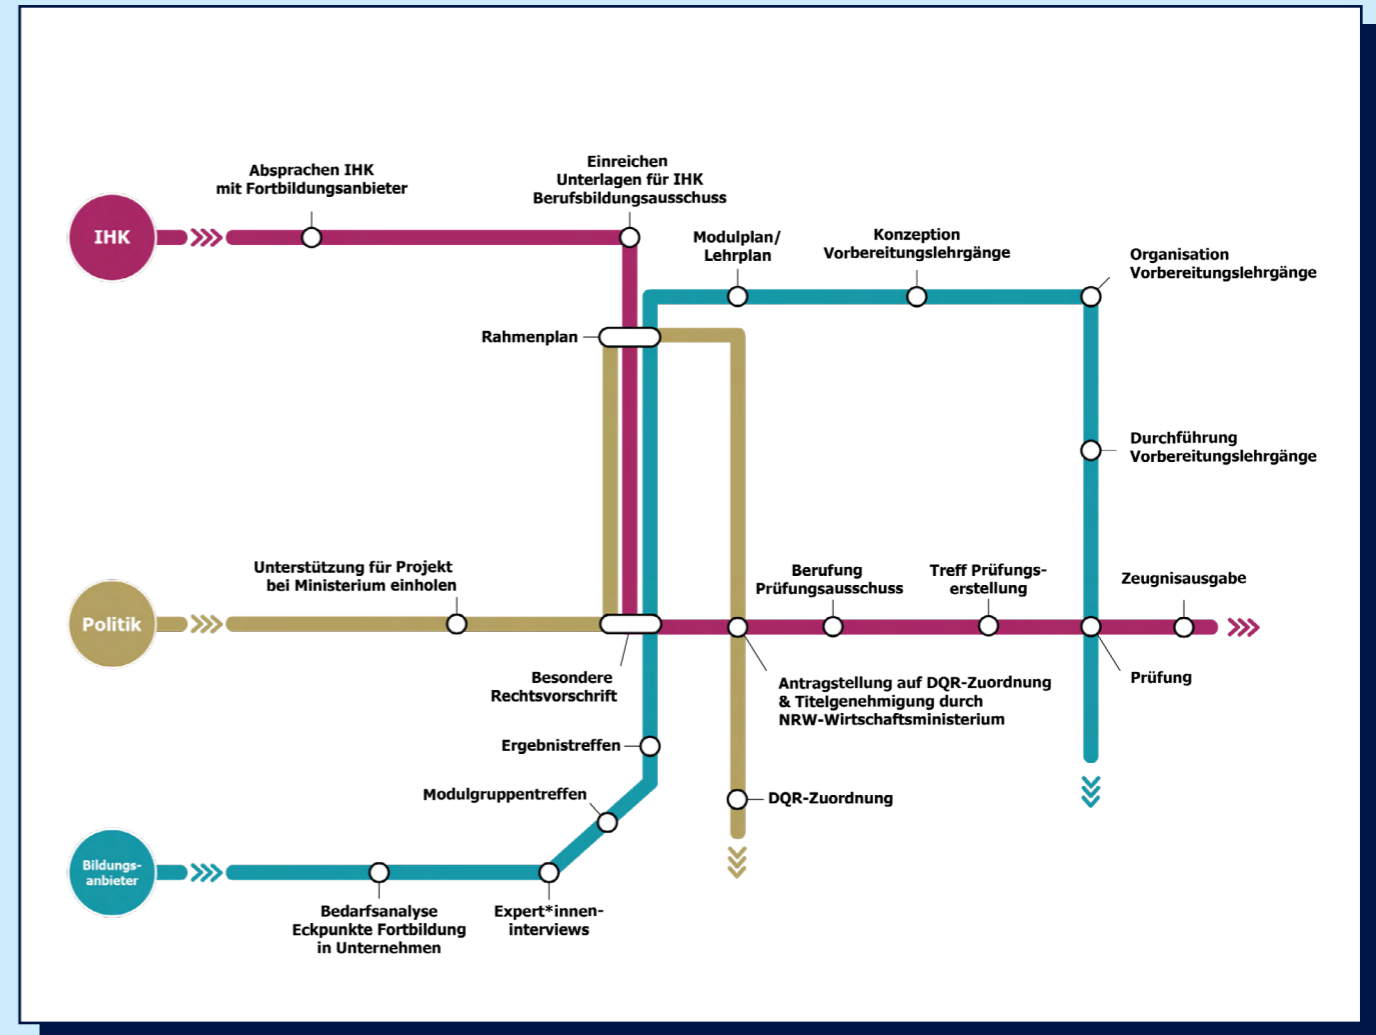 Absprachen IHK
mit Fortbildungsanbieter
Einreichen
Unterlagen für IHK
Berufsbildungsausschuss
IHK
Modulplan/
Lehrplan
Konzeption
Vorbereitungslehrgänge
Organisation
Vorbereitungslehrgänge
Rahmenplan
Durchführung
Vorbereitungslehrgänge
Unterstützung für Projekt
bei Ministerium einholen
Politik
Berufung
Prüfungsausschuss
Treff Prüfungs-
erstellung
Zeugnisausgabe
Besondere
Rechtsvorschrift
Antragstellung auf DQR-Zuordnung
& Titelgenehmigung durch
NRW-Wirtschaftsministerium
Prüfung
Ergebnistreffen
Modulgruppentreffen
DQR-Zuordnung
Bildungs-
anbieter
Bedarfsanalyse
Eckpunkte Fortbildung
in Unternehmen
Expert*innen-
interviews